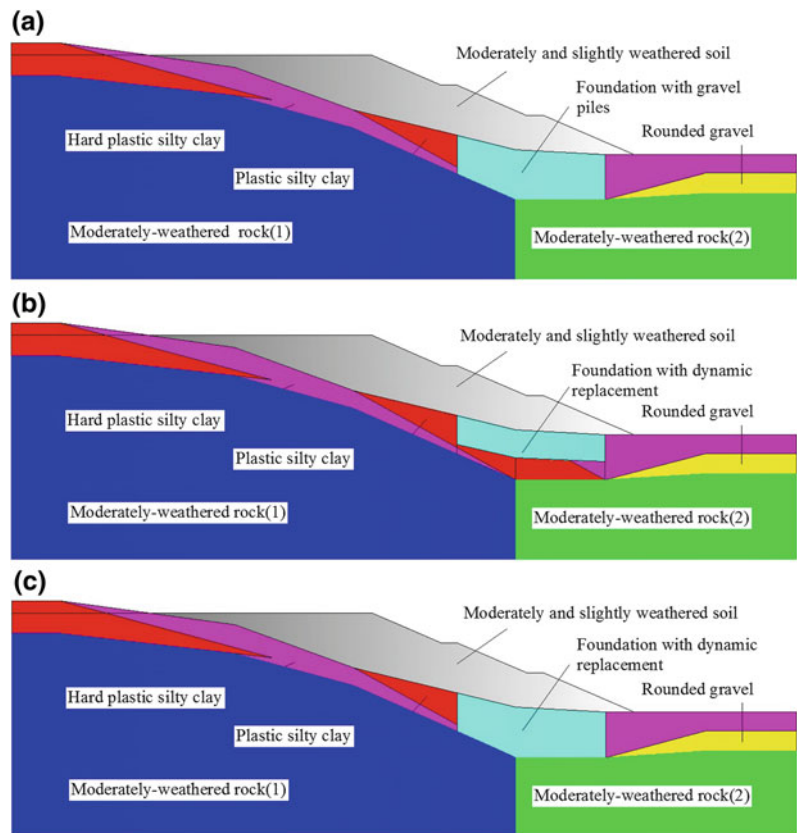 (a)
Moderately and slightly weathered soil
Foundation with gravel
piles
Rounded gravel
Hard plastic silty clay
Plastic silty clay
Moderately-weathered rock(1)
Moderately-weathered rock(2)
(b)
Moderately and slightly weathered soil
Foundation with dynamic
replacement
Rounded gravel
Hard plastic silty clay
Plastic silty clay
Moderately-weathered rock(1)
Moderately-weathered rock(2)
(c)
Moderately and slightly weathered soil
Foundation with dynamic
replacement
Rounded gravel
Hard plastic silty clay
Plastic silty clay
Moderately-weathered rock(1)
Moderately-weathered rock(2)